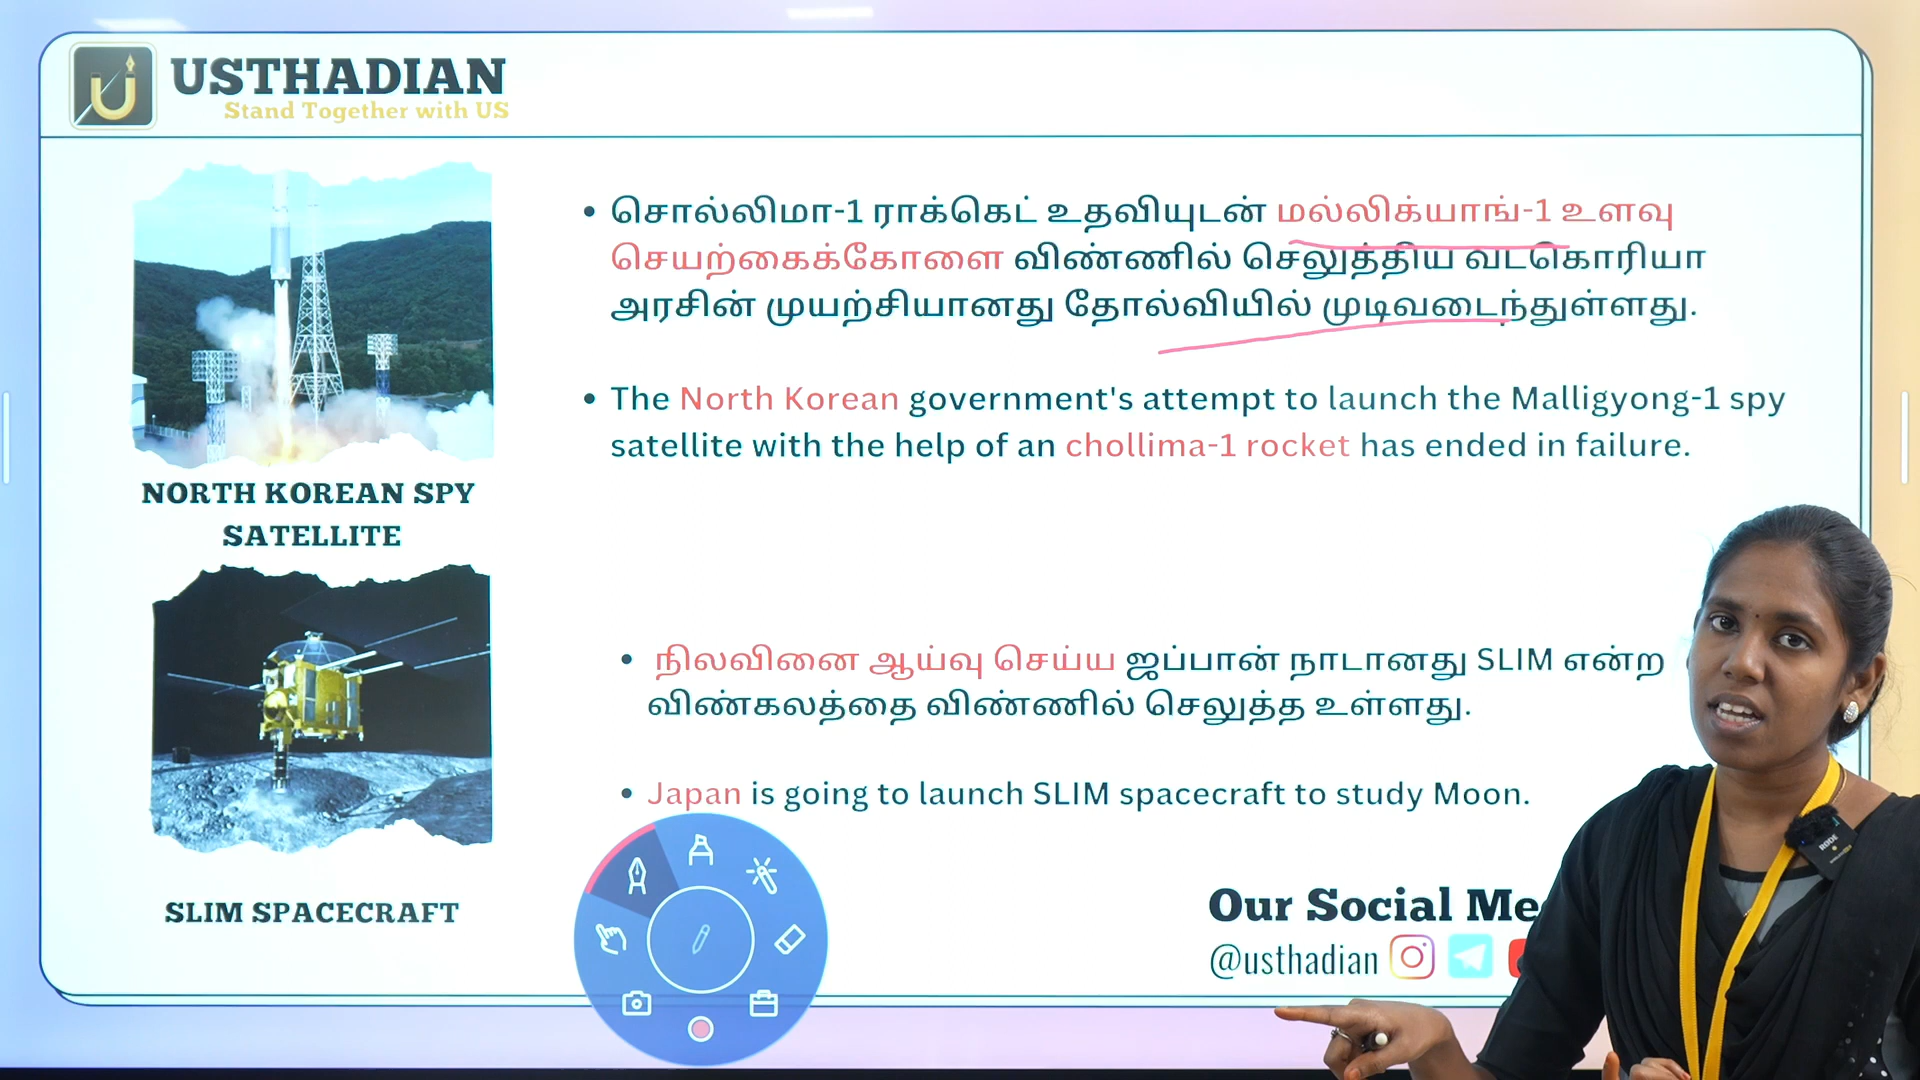 USTHADIAN
Stand Together with US
சொல்லிமா-1 ராக்கெட் உதவியுடன் மல்லிக்யாங்-1 உளவு
செயற்கைக்கோளை விண்ணில் செலுத்திய வடகொரியா
அரசின் முயற்சியானது தோல்வியில் முடிவடைந்துள்ளது.
The North Korean government's attempt to launch the Malligyong-1 spy
satellite with the help of an chollima-1 rocket has ended in failure.
NORTH KOREAN SPY
SATELLITE
நிலவினை ஆய்வு செய்ய ஜப்பான் நாடானது SLIM என்ற
விண்கலத்தை விண்ணில் செலுத்த உள்ளது.
Japan is going to launch SLIM spacecraft to study Moon.
SLIM SPACECRAFT
Our Social Me
@usthadian
RODE